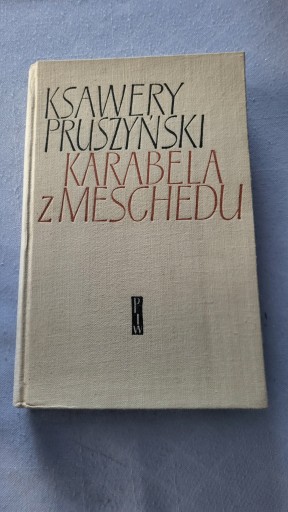 KSAWERY
PRUSZYŃSKI
KARABELA
z MESCHEDU
PIW